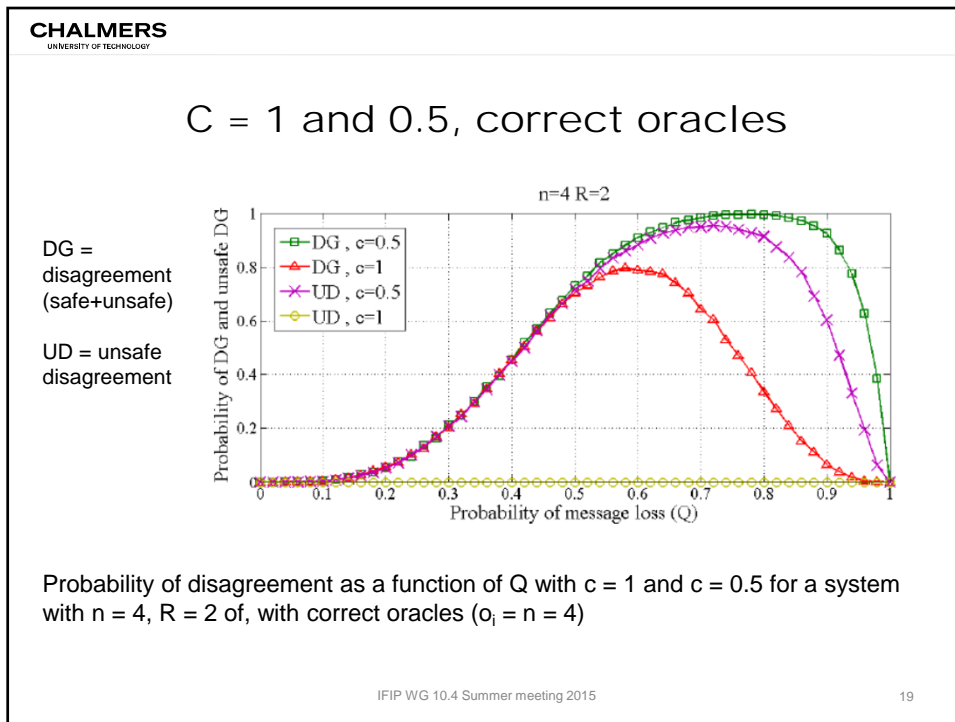 CHALMERS
UNIVERSITY OF TECHNOLOGY
C = 1 and 0.5, correct oracles
DG =
disagreement
(safe+unsafe)
UD = unsafe
disagreement
n=4 R=2
Probability of DG and unsafe DG
1
0.8
0.6
0.4
0.2
0
DG , c=0.5
DG , c=1
UD , c=0.5
UD , c=1
0 0.1 0.2 0.3 0.4 0.5 0.6 0.7 0.8 0.9 1
Probability of message loss (Q)
Probability of disagreement as a function of Q with c = 1 and c = 0.5 for a system
with n = 4, R = 2 of, with correct oracles (oi = n = 4)
IFIP WG 10.4 Summer meeting 2015
19